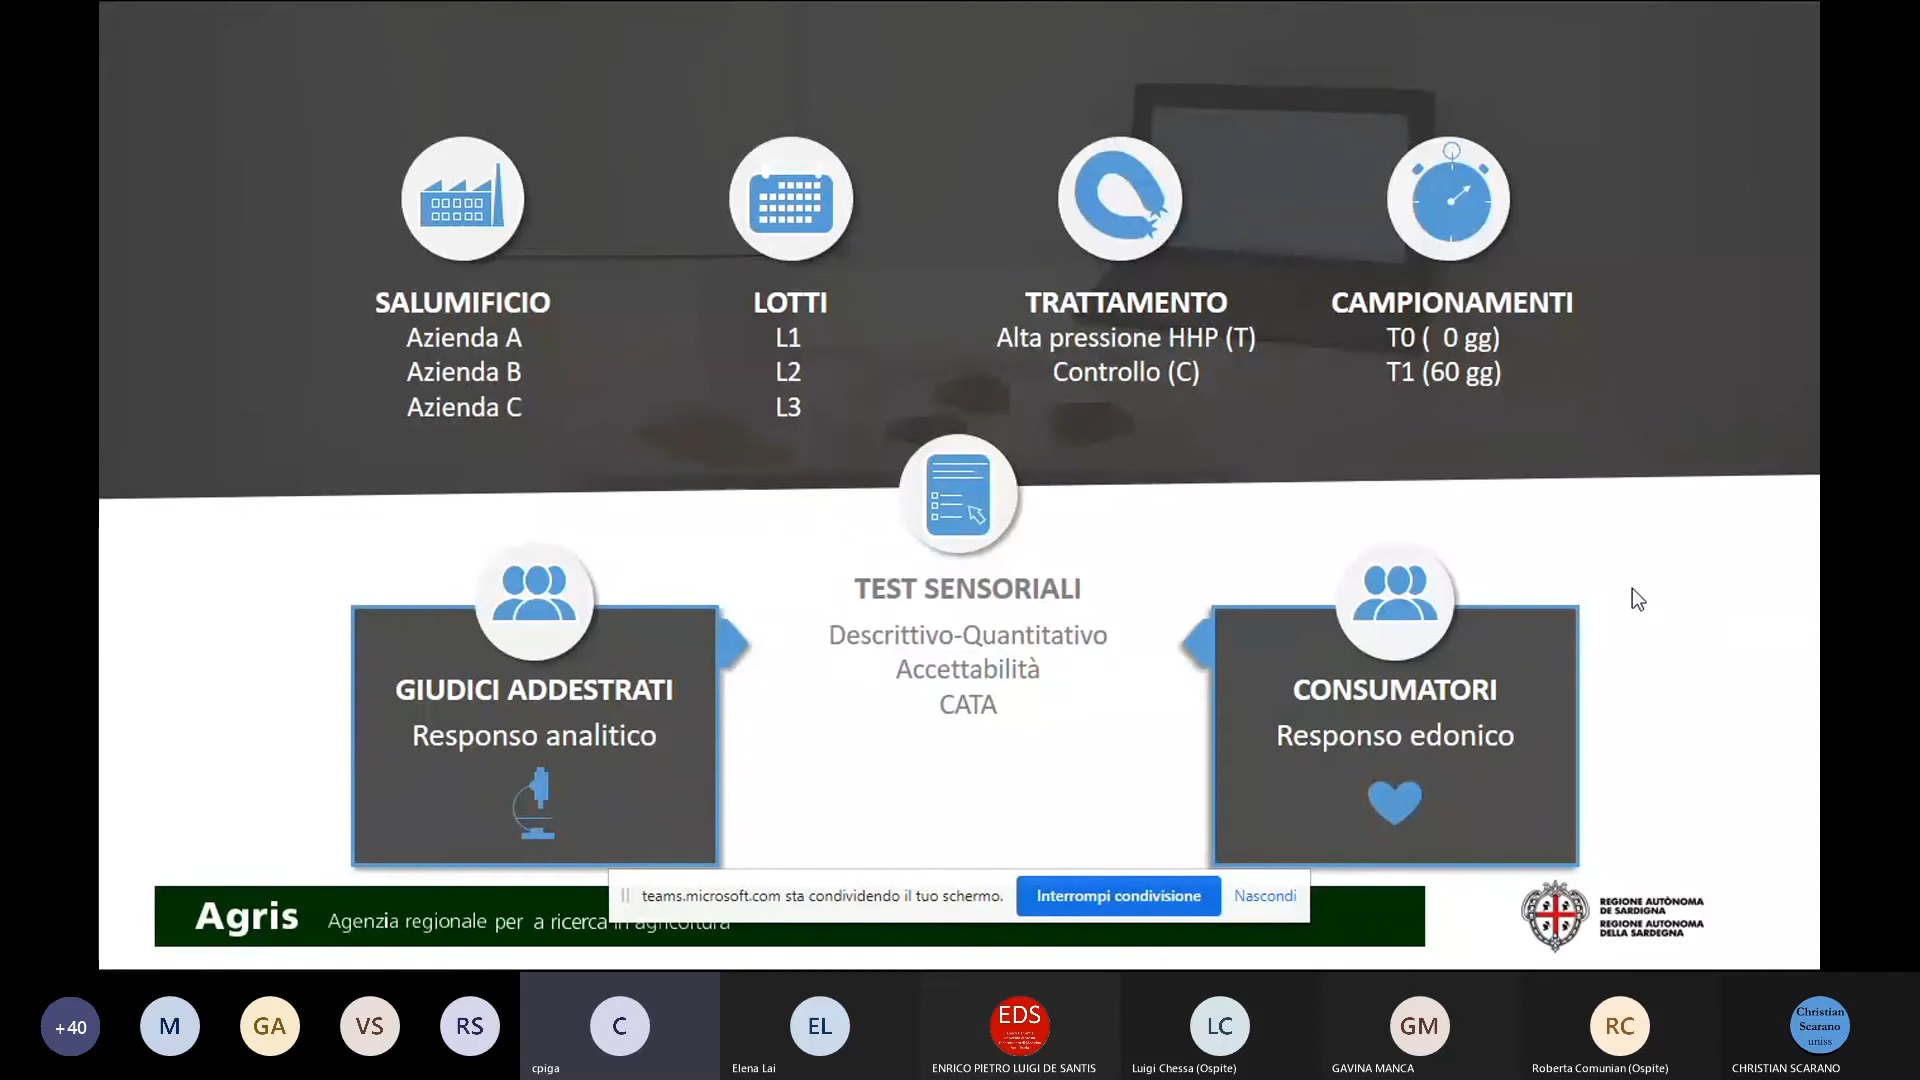 SALUMIFICIO
Azienda A
Azienda B
Azienda C
LOTTI
L1
L2
L3
TRATTAMENTO
Alta pressione HHP (T)
Controllo (C)
CAMPIONAMENTI
T0 (  0 gg)
T1 (60 gg)
TEST SENSORIALI
Descrittivo-Quantitativo
Accettabilità
CATA
GIUDICI ADDESTRATI
Responso analitico
CONSUMATORI
Responso edonico
teams.microsoft.com sta condividendo il tuo schermo.
Interrompi condivisione
Nascondi
Agris
Agenzia regionale per a ricerca in agricoltura
REGIONE AUTÒNOMA
DE SARDIGNA
REGIONE AUTONOMA
DELLA SARDEGNA
+40
M
GA
VS
RS
C
cpiga
EL
Elena Lai
EDS
ENRICO PIETRO LUIGI DE SANTIS
LC
Luigi Chessa (Ospite)
GM
GAVINA MANCA
RC
Roberta Comunian (Ospite)
Christian
Scarano
uniss
CHRISTIAN SCARANO